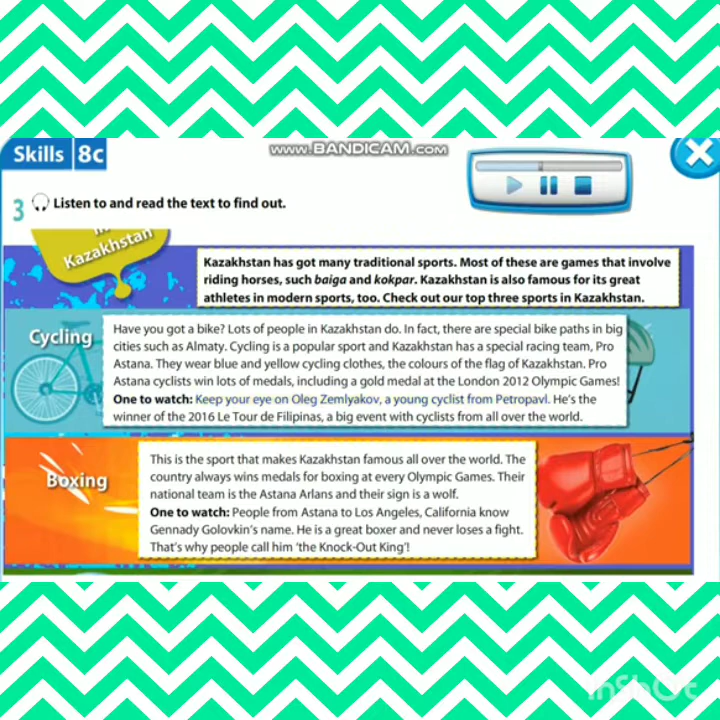 www.BANDICAM.com
Skills 8c
3 Listen to and read the text to find out.
in
Kazakhstan
Kazakhstan has got many traditional sports. Most of these are games that involve
riding horses, such baiga and kokpar. Kazakhstan is also famous for its great
athletes in modern sports, too. Check out our top three sports in Kazakhstan.
Cycling
Have you got a bike? Lots of people in Kazakhstan do. In fact, there are special bike paths in big
cities such as Almaty. Cycling is a popular sport and Kazakhstan has a special racing team, Pro
Astana. They wear blue and yellow cycling clothes, the colours of the flag of Kazakhstan. Pro
Astana cyclists win lots of medals, including a gold medal at the London 2012 Olympic Games!
One to watch: Keep your eye on Oleg Zemlyakov, a young cyclist from Petropavl. He's the
winner of the 2016 Le Tour de Filipinas, a big event with cyclists from all over the world.
Boxing
This is the sport that makes Kazakhstan famous all over the world. The
country always wins medals for boxing at every Olympic Games. Their
national team is the Astana Arlans and their sign is a wolf.
One to watch: People from Astana to Los Angeles, California know
Gennady Golovkin's name. He is a great boxer and never loses a fight.
That's why people call him 'the Knock-Out King'!
InShOt